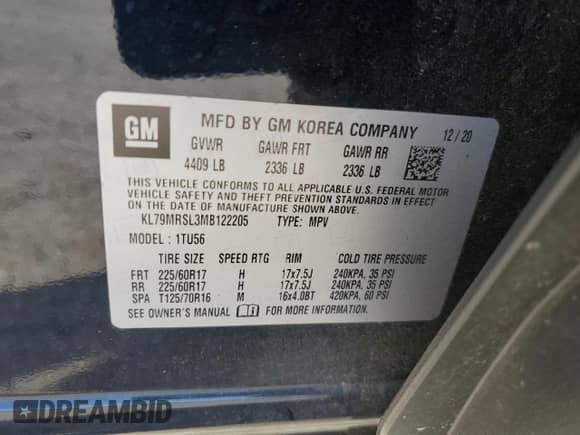 GM
MFD BY GM KOREA COMPANY 12/20
GVWR GAWR FRT GAWR RR
4409 LB 2336 LB 2336 LB
THIS VEHICLE CONFORMS TO ALL APPLICABLE U.S. FEDERAL MOTOR
VEHICLE SAFETY AND THEFT PREVENTION STANDARDS IN
EFFECT ON THE DATE OF MANUFACTURE SHOWN ABOVE.
KL79MRSL3MB122205 TYPE: MPV
MODEL: 1TU56
TIRE SIZE SPEED RTG RIM COLD TIRE PRESSURE
FRT 225/60R17 H 17x7.5J 240KPA, 35 PSI
RR 225/60R17 H 17x7.5J 240KPA, 35 PSI
SPA T125/70R16 M 16x4.0BT 420KPA, 60 PSI
SEE OWNER'S MANUAL FOR MORE INFORMATION.
DREAMBID